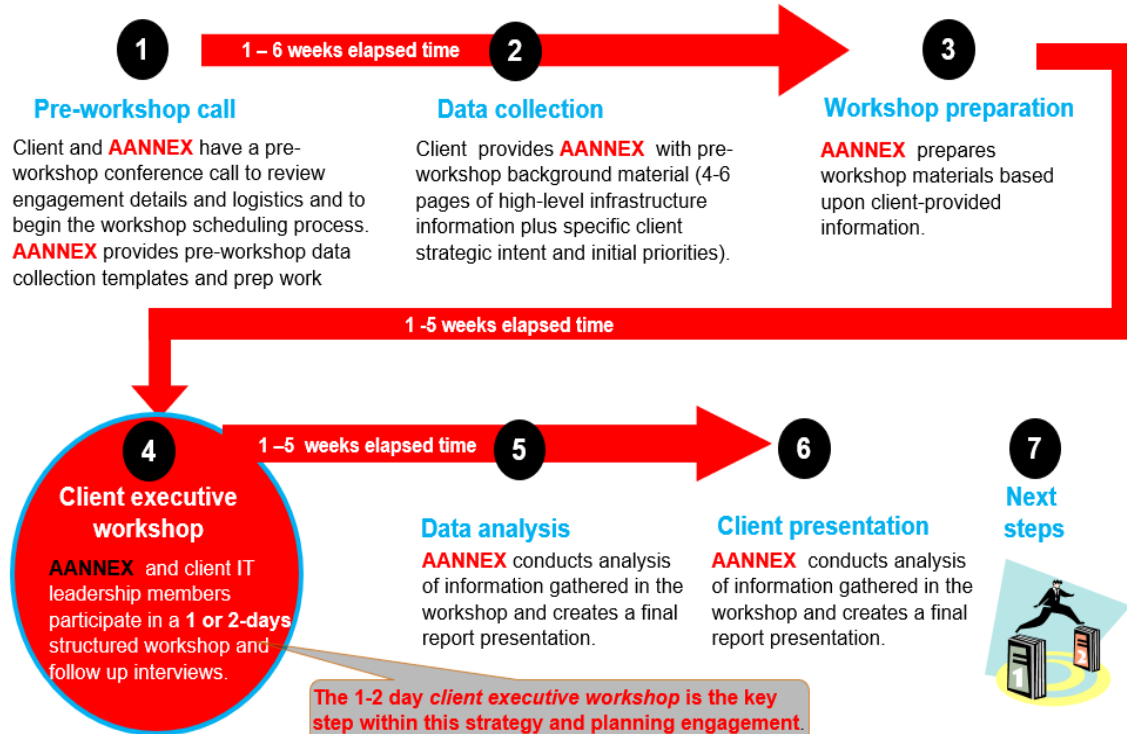 1
1 – 6 weeks elapsed time
2
3
Pre-workshop call
Client and AANNEX have a pre-
workshop conference call to review
engagement details and logistics and to
begin the workshop scheduling process.
AANNEX provides pre-workshop data
collection templates and prep work
Data collection
Client provides AANNEX with pre-
workshop background material (4-6
pages of high-level infrastructure
information plus specific client
strategic intent and initial priorities).
Workshop preparation
AANNEX prepares
workshop materials based
upon client-provided
information.
1 -5 weeks elapsed time
4
Client executive
workshop
AANNEX and client IT
leadership members
participate in a 1 or 2-days
structured workshop and
follow up interviews.
1 –5 weeks elapsed time
5
Data analysis
AANNEX conducts analysis
of information gathered in the
workshop and creates a final
report presentation.
6
Client presentation
AANNEX conducts analysis
of information gathered in the
workshop and creates a final
report presentation.
7
Next
steps
1
2
The 1-2 day client executive workshop is the key
step within this strategy and planning engagement.